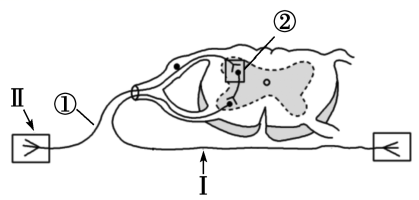 ②
Ⅱ ①
Ⅰ